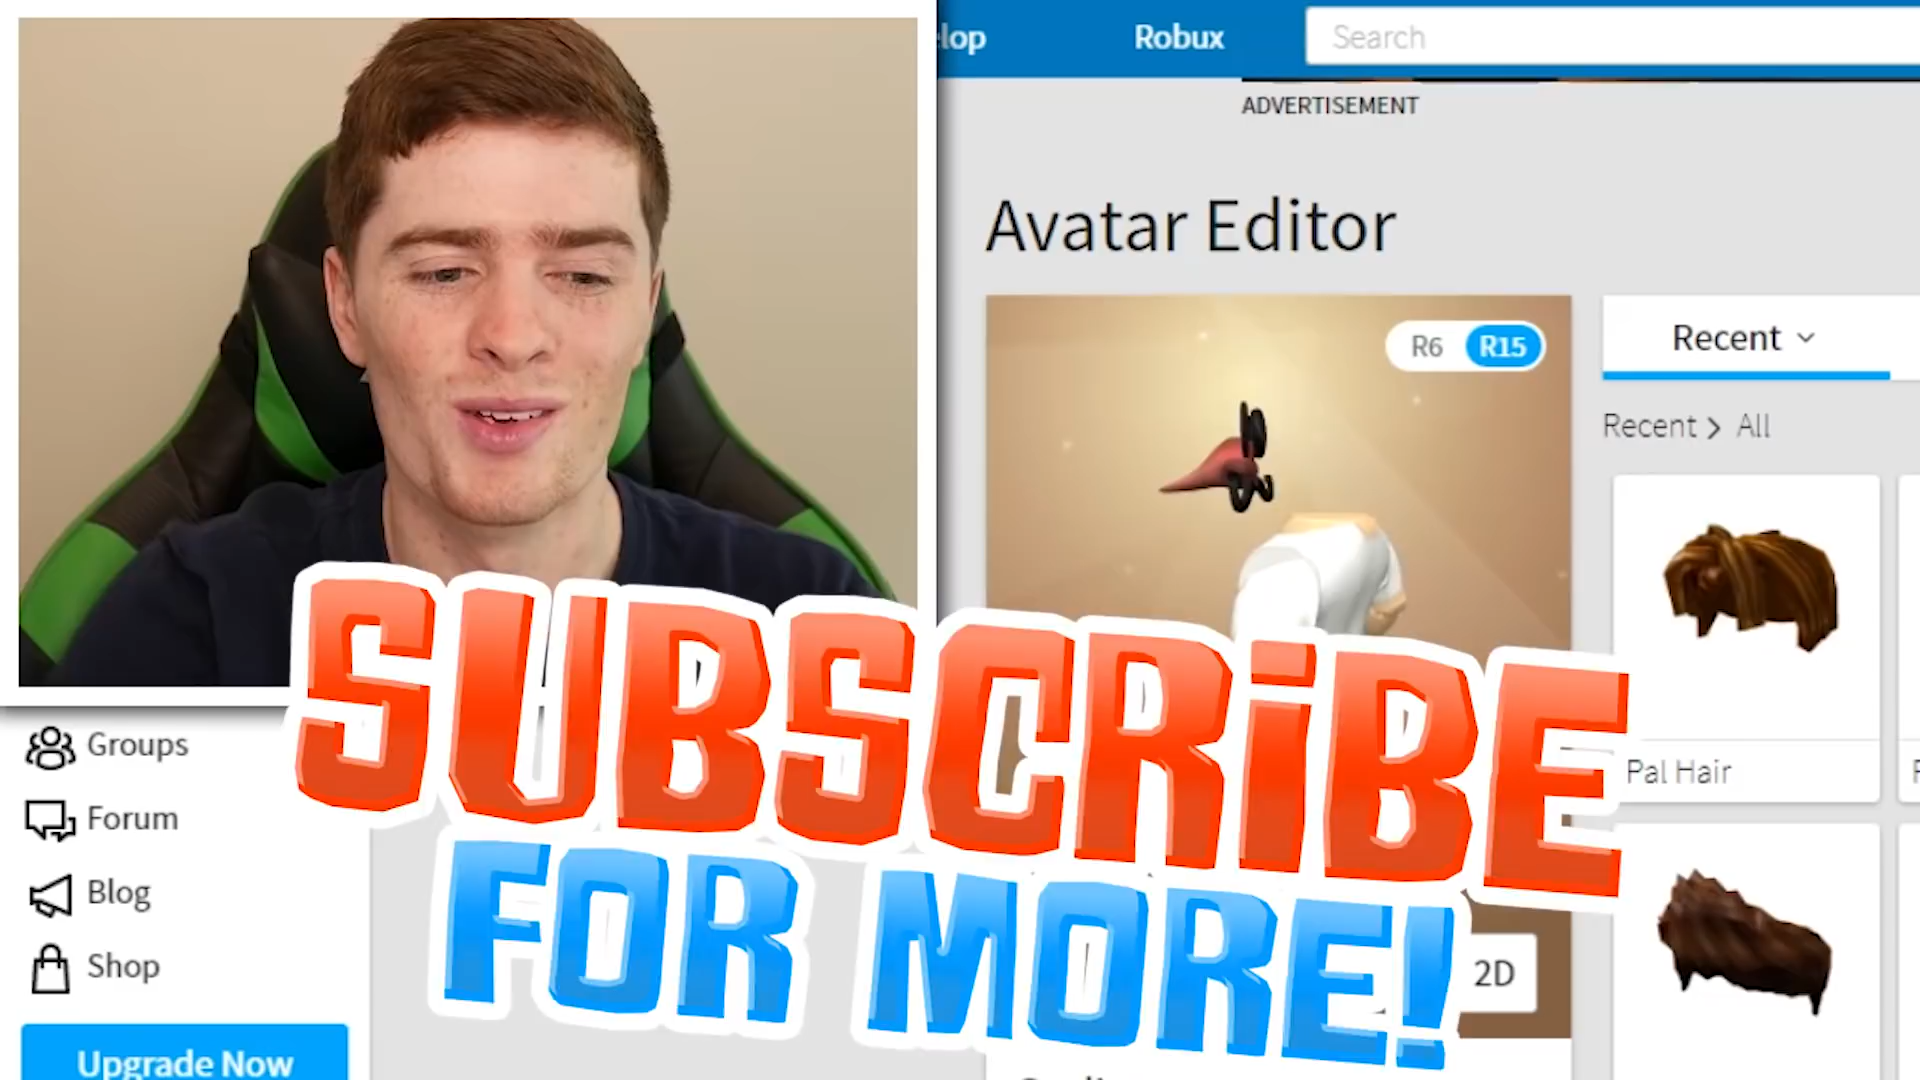 lop
Robux
Search
ADVERTISEMENT
Avatar Editor
R6
R15
Recent
Recent > All
Pal Hair
Groups
Forum
Blog
Shop
Upgrade Now
2D
SUBSCRiBE
FOR MORE!